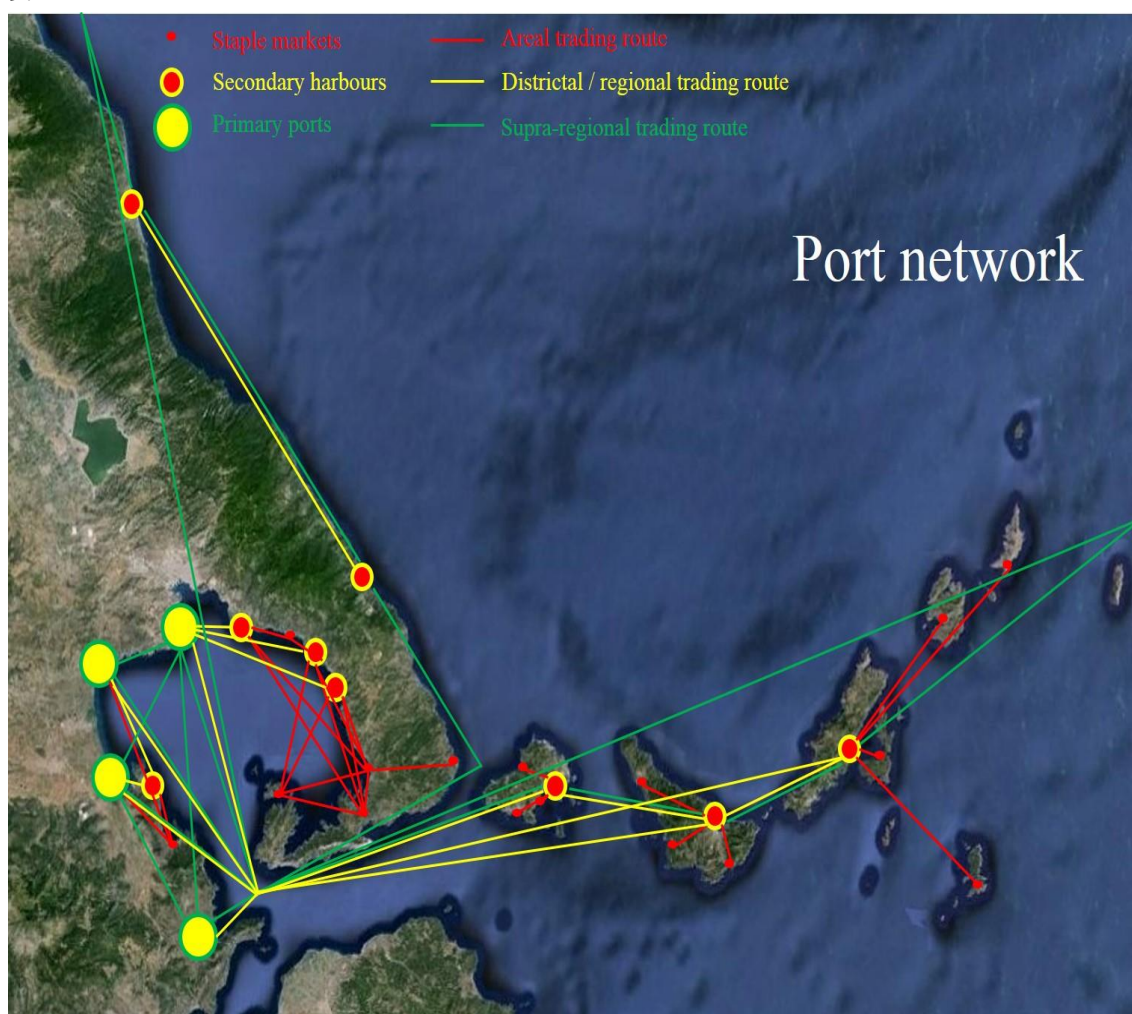 Staple markets
Areal trading route
Secondary harbours
Districtal / regional trading route
Primary ports
Supra-regional trading route
Port network